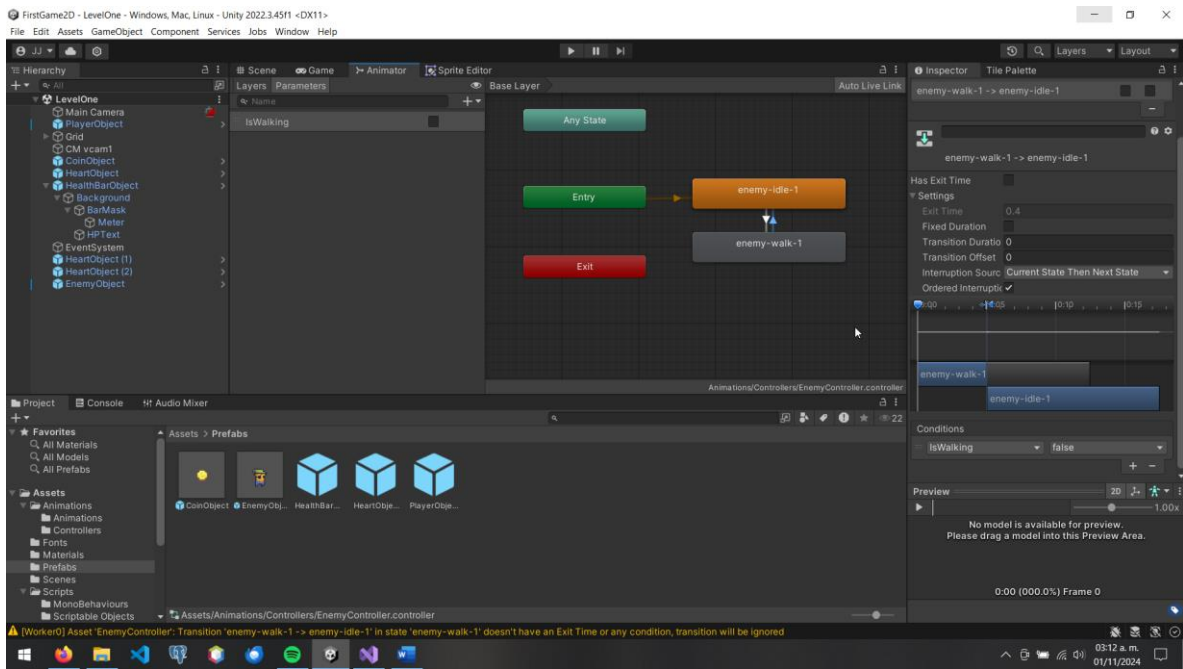 FirstGame2D - LevelOne - Windows, Mac, Linux - Unity 2022.3.45f1 <DX11>
File Edit Assets GameObject Component Services Jobs Window Help
JJ
Layers Layout
Hierarchy
All
LevelOne
Main Camera
PlayerObject
Grid
CM vcam1
CoinObject
HeartObject
HealthBarObject
Background
BarMask
Meter
HPText
EventSystem
HeartObject (1)
HeartObject (2)
EnemyObject
Scene Game Animator Sprite Editor
Layers Parameters
Base Layer Auto Live Link
Name
IsWalking
Any State
Entry
enemy-idle-1
enemy-walk-1
Exit
Animations/Controllers/EnemyController.controller
Inspector Tile Palette
enemy-walk-1 -> enemy-idle-1
enemy-walk-1 -> enemy-idle-1
Has Exit Time
Settings
Exit Time 0.4
Fixed Duration
Transition Duratio 0
Transition Offset 0
Interruption Sourc Current State Then Next State
Ordered Interruptic
0:00 0:05 0:10 0:15
enemy-walk-1
enemy-idle-1
Conditions
IsWalking false
+ -
Preview 2D
1.00x
No model is available for preview.
Please drag a model into this Preview Area.
0:00 (000.0%) Frame 0
Project Console Audio Mixer
22
Favorites
All Materials
All Models
All Prefabs
Assets
Animations
Animations
Controllers
Fonts
Materials
Prefabs
Scenes
Scripts
MonoBehaviours
Scriptable Objects
Assets > Prefabs
CoinObject EnemyObj... HealthBar... HeartObje... PlayerObje...
Assets/Animations/Controllers/EnemyController.controller
[Worker0] Asset 'EnemyController': Transition 'enemy-walk-1 -> enemy-idle-1' in state 'enemy-walk-1' doesn't have an Exit Time or any condition, transition will be ignored
03:12 a. m.
01/11/2024